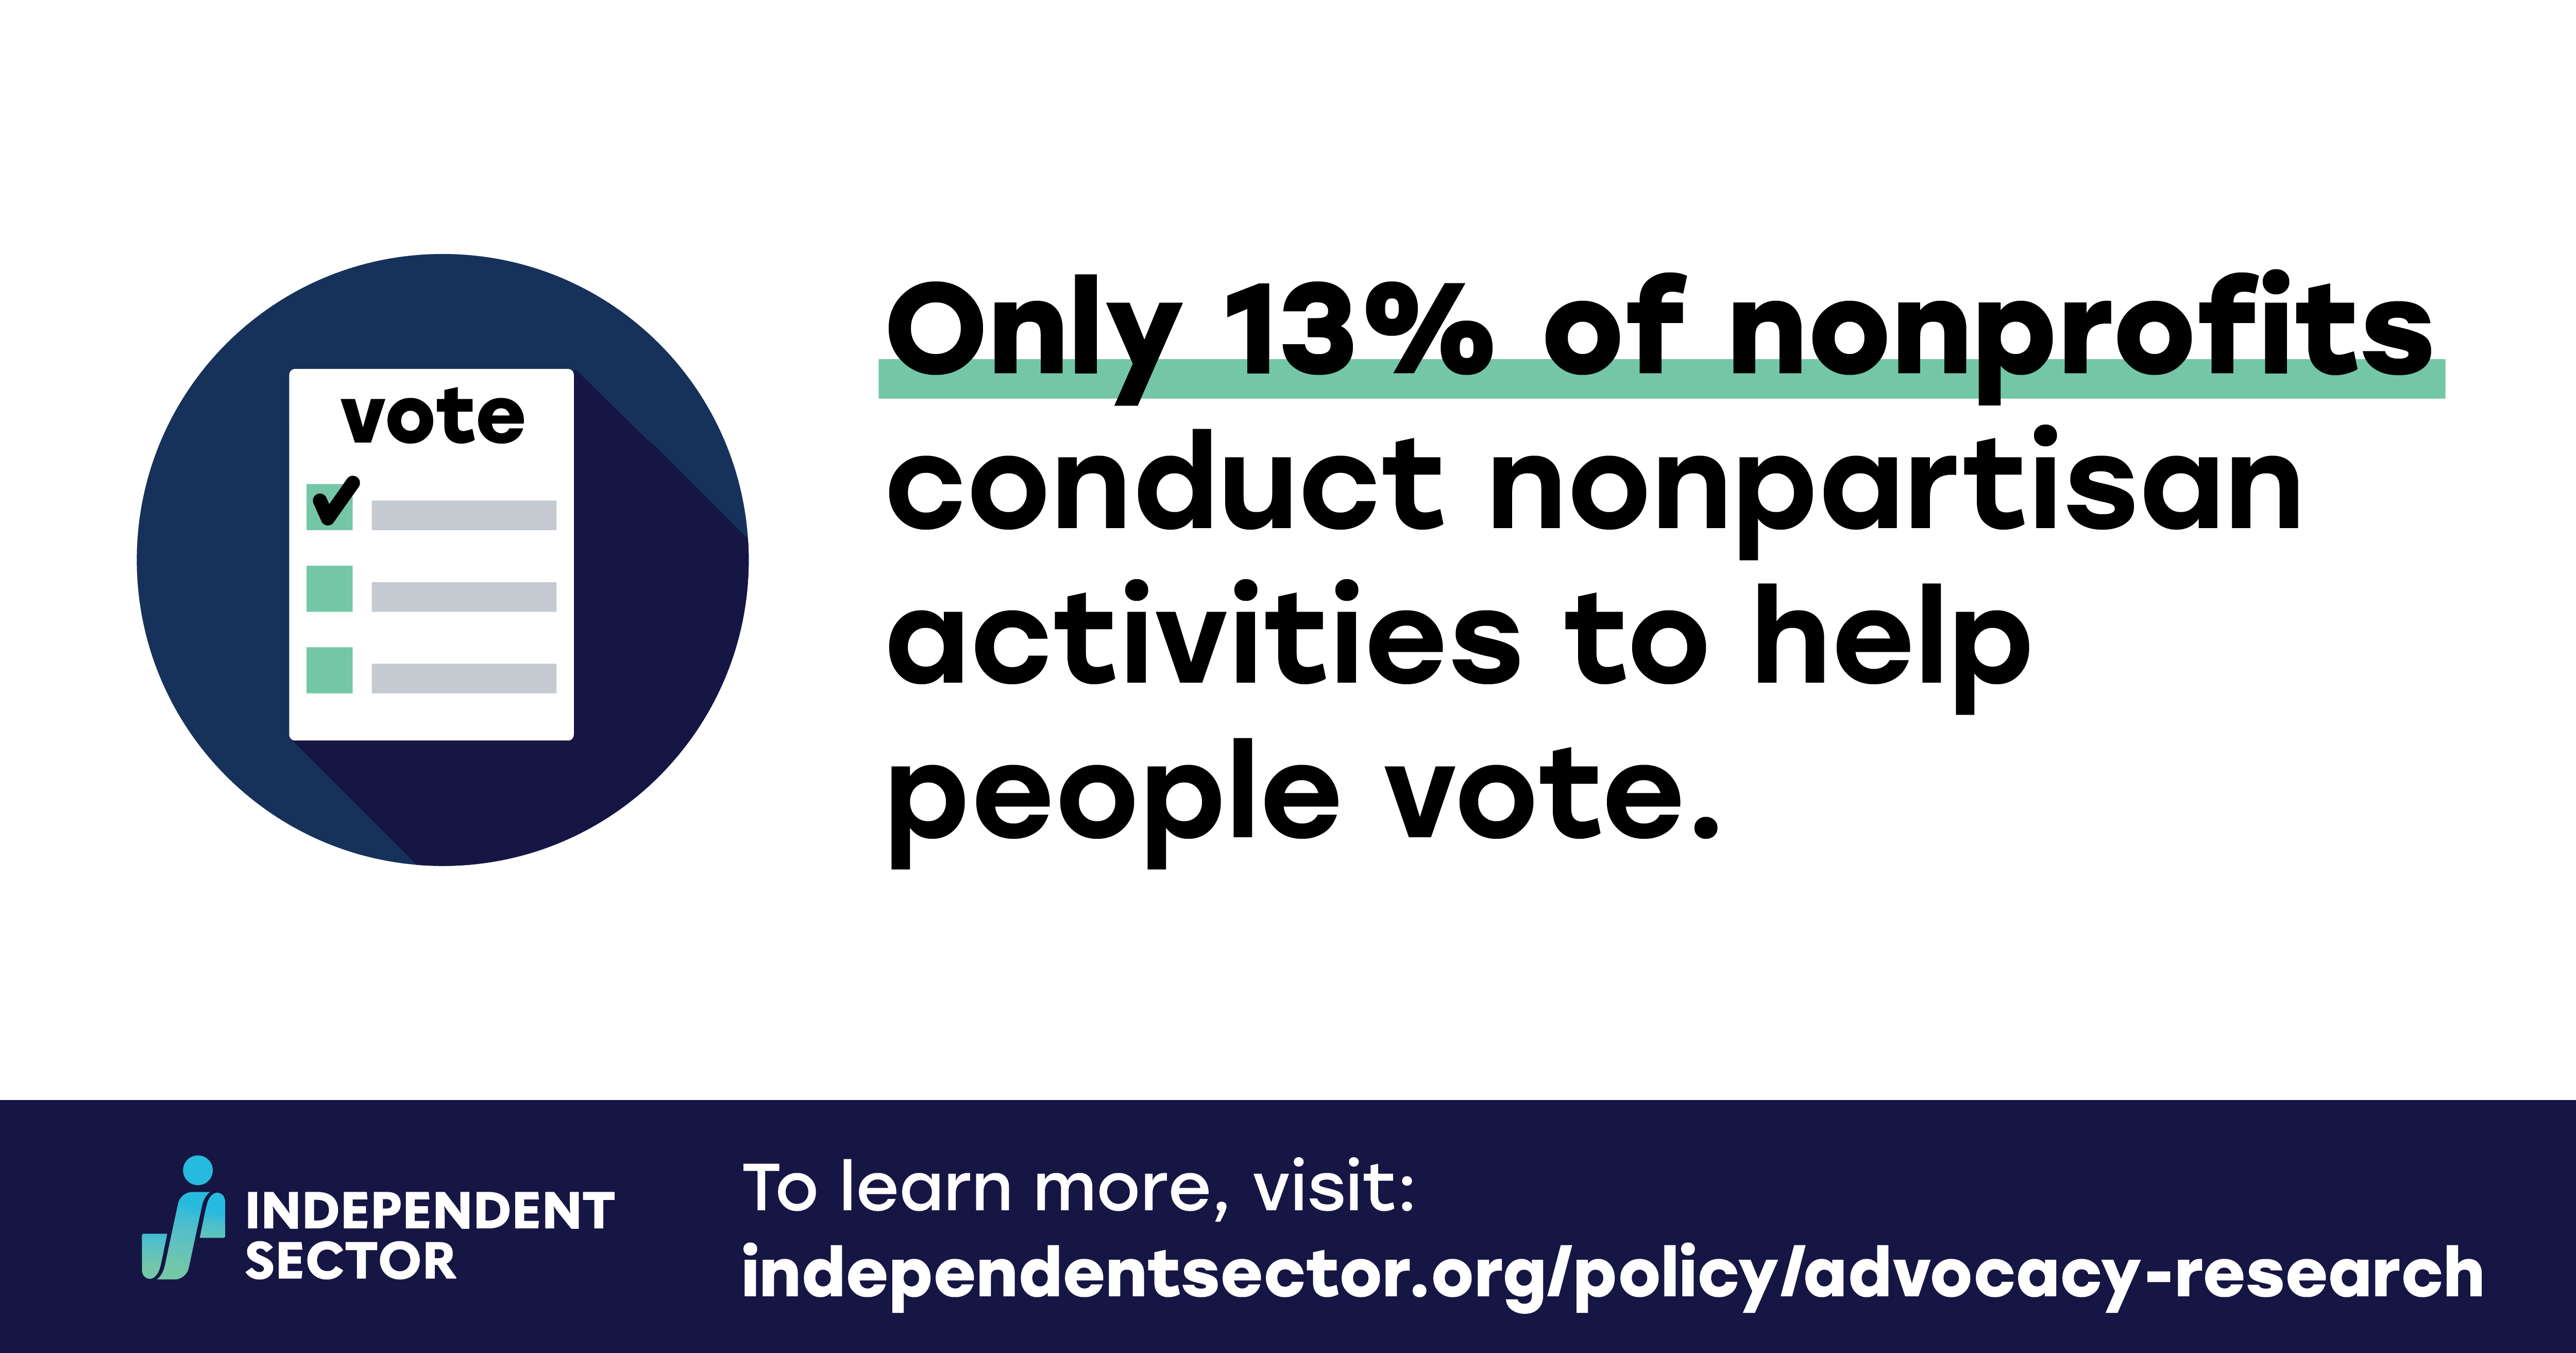 vote
Only 13% of nonprofits
conduct nonpartisan
activities to help
people vote.
INDEPENDENT
SECTOR
To learn more, visit:
independentsector.org/policy/advocacy-research